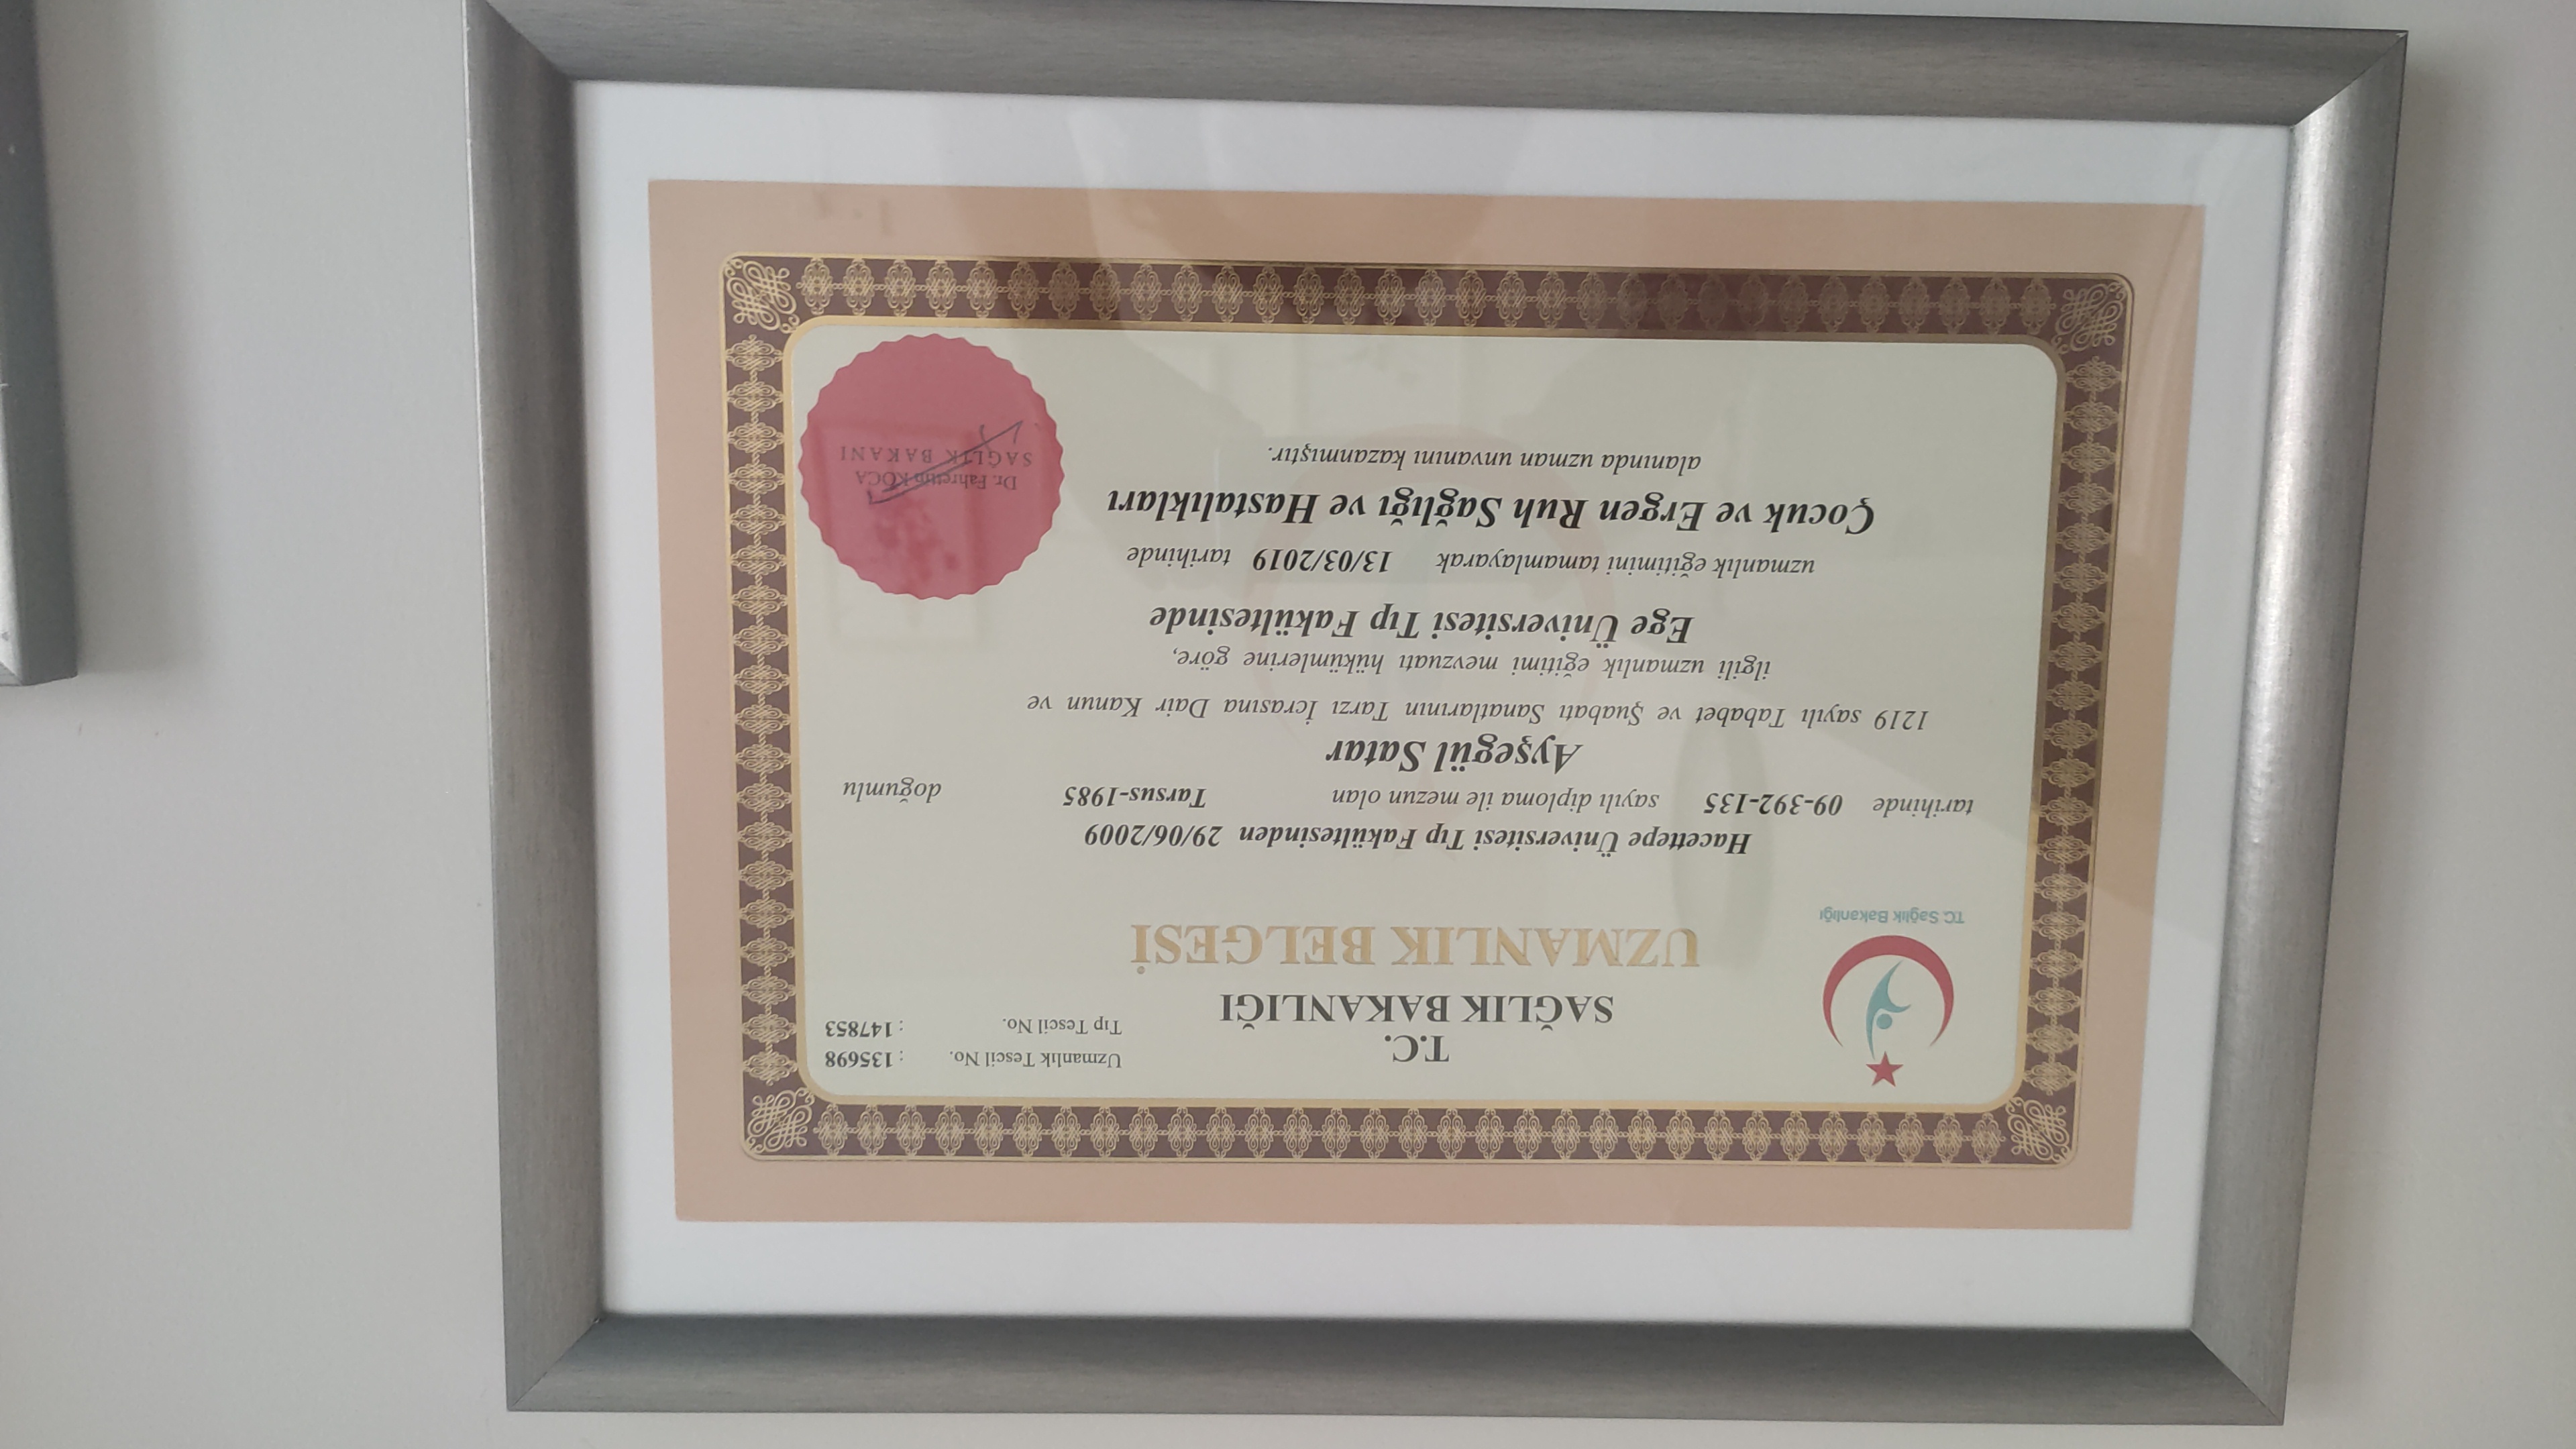 T.C.
SAĞLIK BAKANLIĞI
UZMANLIK BELGESİ
Uzmanlık Tescil No. : 135698
Tıp Tescil No. : 147853
T.C. Sağlık Bakanlığı
Hacettepe Üniversitesi Tıp Fakültesinden 29/06/2009
tarihinde 09-392-135 sayılı diploma ile mezun olan Tarsus-1985 doğumlu
Ayşegül Satar
1219 sayılı Tababet ve Şuabatı Sanatlarının Tarzı İcrasına Dair Kanun ve
ilgili uzmanlık eğitimi mevzuatı hükümlerine göre,
Ege Üniversitesi Tıp Fakültesinde
uzmanlık eğitimini tamamlayarak 13/03/2019 tarihinde
Çocuk ve Ergen Ruh Sağlığı ve Hastalıkları
alanında uzman unvanını kazanmıştır.
Dr. Fahrettin KOCA
SAĞLIK BAKANI